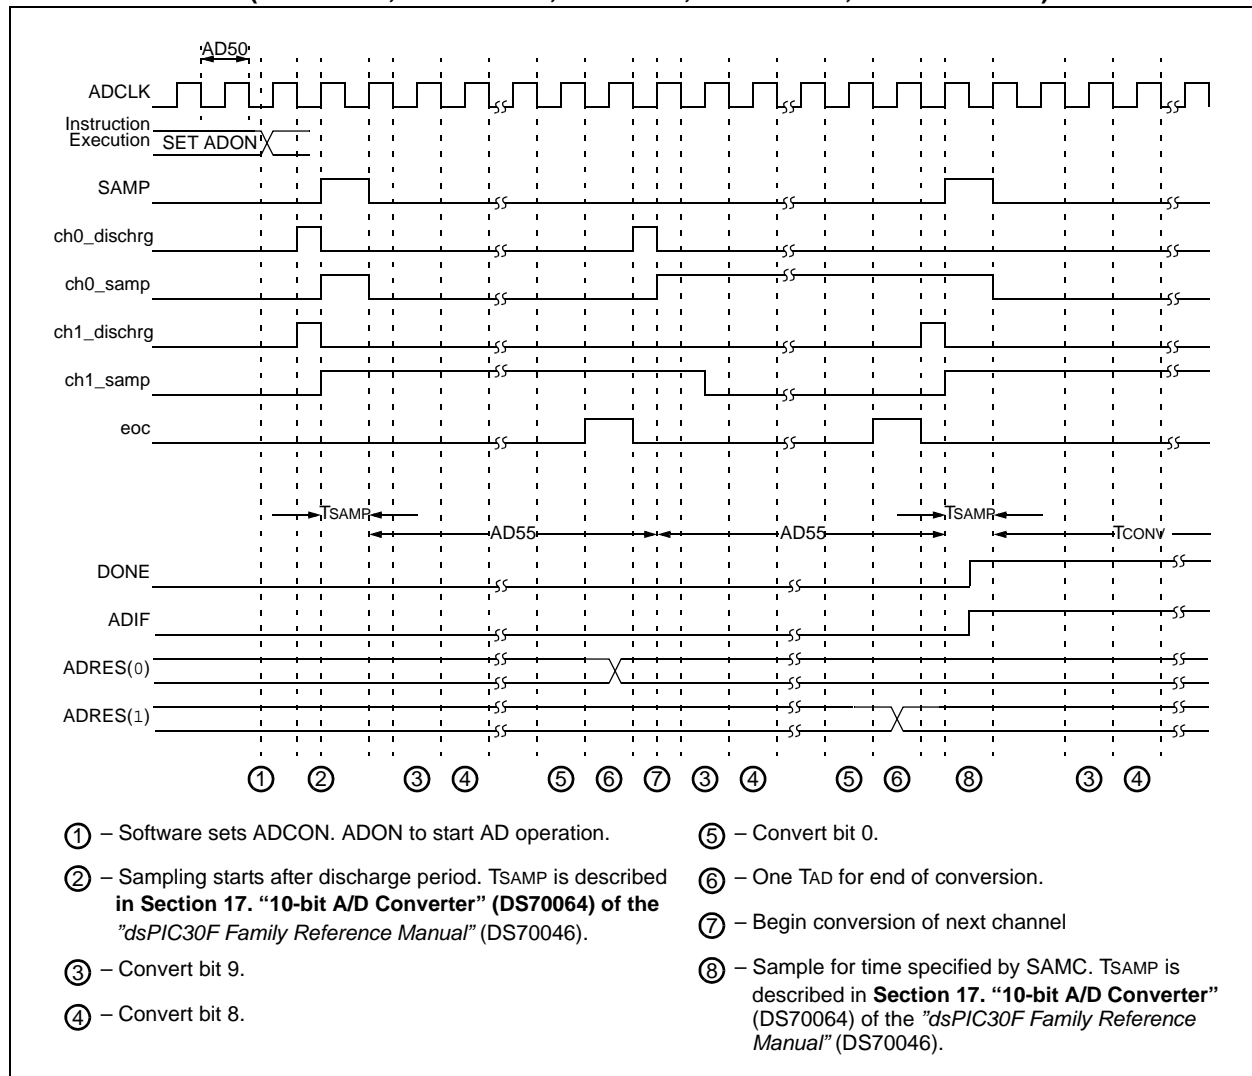 AD50
ADCLK
Instruction
Execution
SET ADON
SAMP
ch0_dischrg
ch0_samp
ch1_dischrg
ch1_samp
eoc
TSAMP
TSAMP
AD55
AD55
TCONV
DONE
ADIF
ADRES(0)
ADRES(1)
1 2 3 4 5 6 7 3 4 5 6 8 3 4
1 – Software sets ADCON. ADON to start AD operation.
2 – Sampling starts after discharge period. TSAMP is described
in Section 17. “10-bit A/D Converter” (DS70064) of the
"dsPIC30F Family Reference Manual” (DS70046).
3 – Convert bit 9.
4 – Convert bit 8.
5 – Convert bit 0.
6 – One TAD for end of conversion.
7 – Begin conversion of next channel
8 – Sample for time specified by SAMC. TSAMP is
described in Section 17. “10-bit A/D Converter”
(DS70064) of the "dsPIC30F Family Reference
Manual” (DS70046).